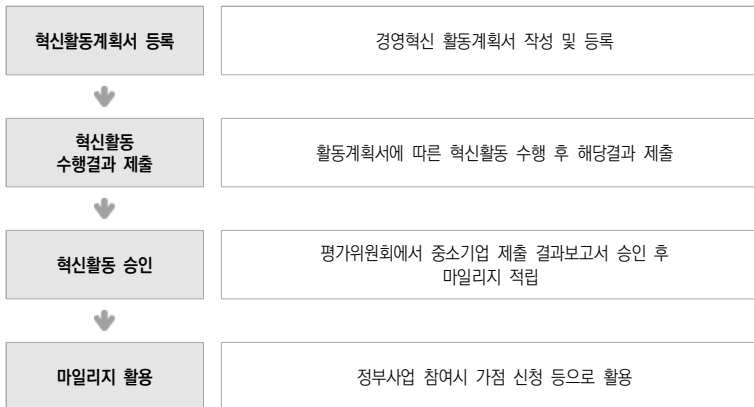 혁신활동계획서 등록
경영혁신 활동계획서 작성 및 등록
혁신활동
수행결과 제출
활동계획서에 따른 혁신활동 수행 후 해당결과 제출
혁신활동 승인
평가위원회에서 중소기업 제출 결과보고서 승인 후
마일리지 적립
마일리지 활용
정부사업 참여시 가점 신청 등으로 활용